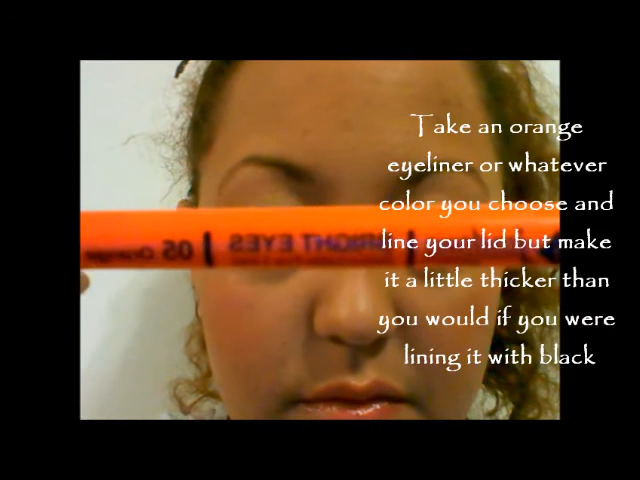 Take an orange
eyeliner or whatever
color you choose and
line your lid but make
it a little thicker than
you would if you were
lining it with black
05 Orange | BRIGHT EYES |